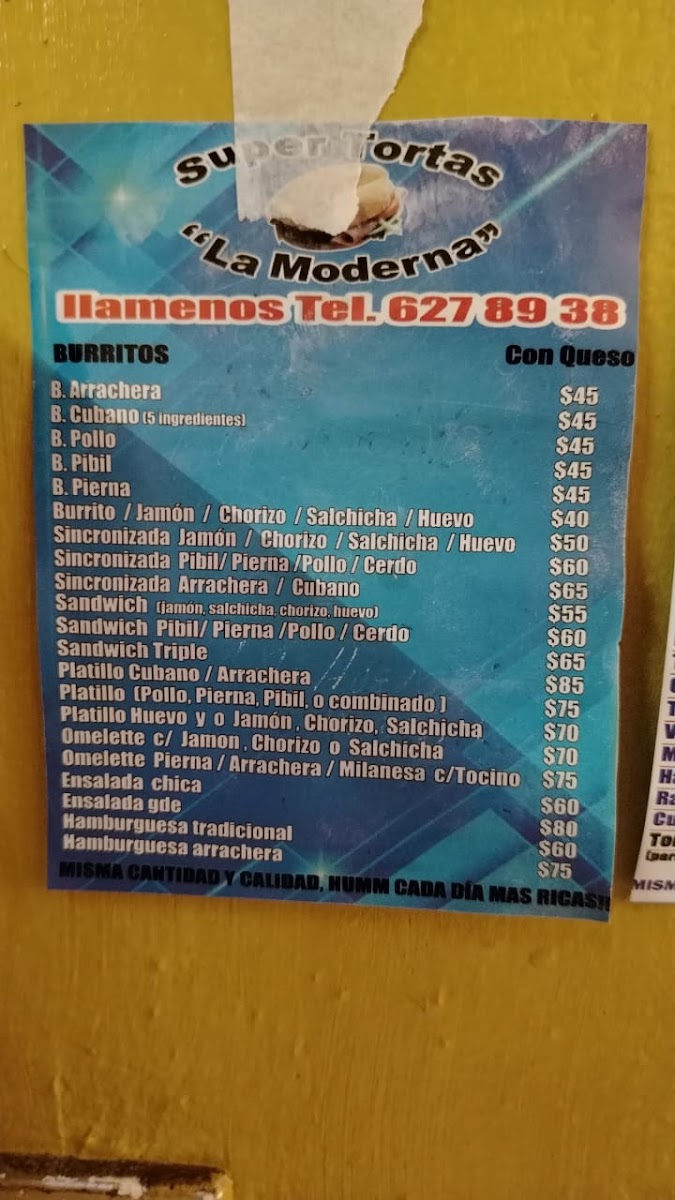 Super Tortas
"La Moderna"
llamenos Tel. 627 89 38
BURRITOS Con Queso
B. Arrachera $45
B. Cubano (5 ingredientes) $45
B. Pollo $45
B. Pibil $45
B. Pierna $45
Burrito / Jamón / Chorizo / Salchicha / Huevo $40
Sincronizada Jamón / Chorizo / Salchicha / Huevo $50
Sincronizada Pibil/ Pierna /Pollo / Cerdo $60
Sincronizada Arrachera / Cubano $65
Sandwich (jamón, salchicha, chorizo, huevo) $55
Sandwich Pibil/ Pierna /Pollo / Cerdo $60
Sandwich Triple $65
Platillo Cubano / Arrachera $85
Platillo (Pollo, Pierna, Pibil, o combinado ) $75
Platillo Huevo y o Jamón , Chorizo, Salchicha $70
Omelette c/ Jamon , Chorizo o Salchicha $70
Omelette Pierna / Arrachera / Milanesa c/Tocino $75
Ensalada chica $60
Ensalada gde $80
Hamburguesa tradicional $60
Hamburguesa arrachera $75
MISMA CANTIDAD Y CALIDAD, HUMM CADA DÍA MAS RICAS!!